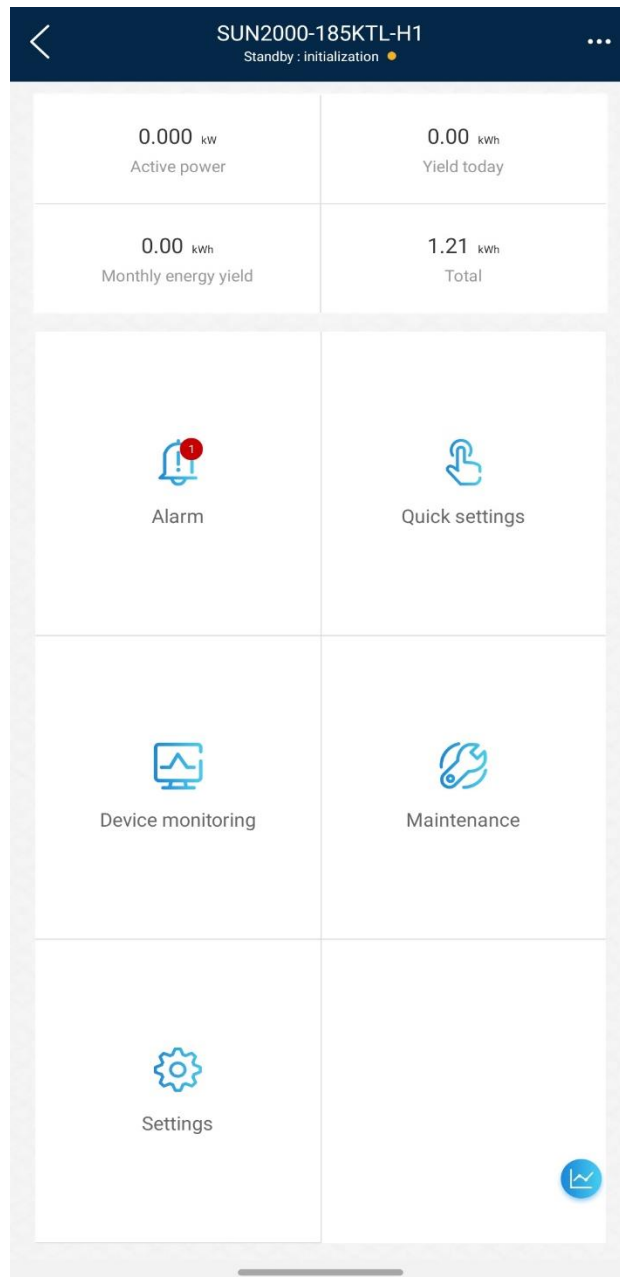 SUN2000-185KTL-H1
Standby : initialization
0.000 kW
Active power
0.00 kWh
Yield today
0.00 kWh
Monthly energy yield
1.21 kWh
Total
1
Alarm
Quick settings
Device monitoring
Maintenance
Settings